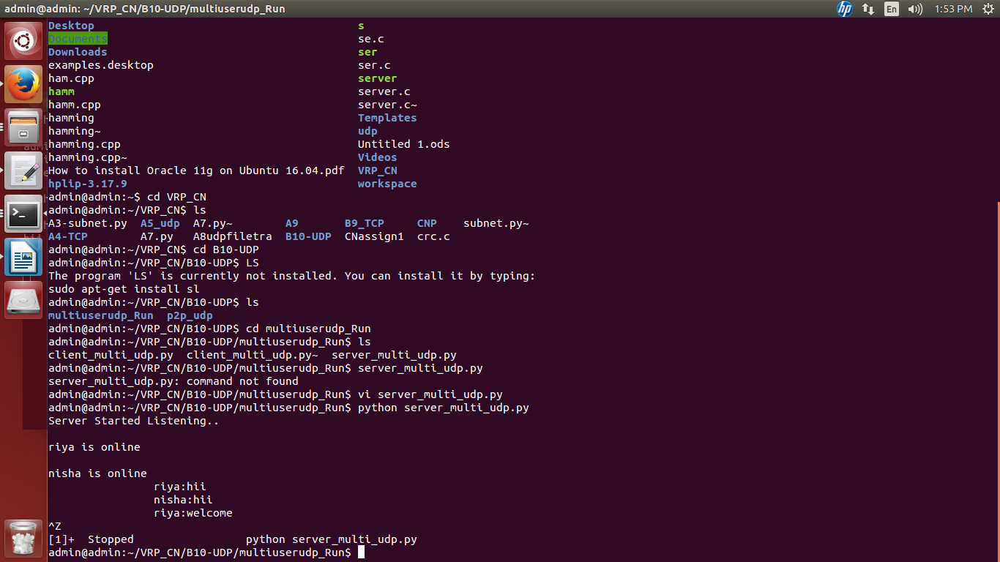 admin@admin: ~/VRP_CN/B10-UDP/multiuserudp_Run
En 1:53 PM
Desktop s
Documents se.c
Downloads ser
examples.desktop ser.c
ham.cpp server
hamm server.c
hamm.cpp server.c~
hamming Templates
hamming~ udp
hamming.cpp Untitled 1.ods
hamming.cpp~ Videos
How to install Oracle 11g on Ubuntu 16.04.pdf VRP_CN
hplip-3.17.9 workspace
admin@admin:~$ cd VRP_CN
admin@admin:~/VRP_CN$ ls
A3-subnet.py A5_udp A7.py~ A9 B9_TCP CNP subnet.py~
A4-TCP A7.py A8udpfiletra B10-UDP CNassign1 crc.c
admin@admin:~/VRP_CN$ cd B10-UDP
admin@admin:~/VRP_CN/B10-UDP$ LS
The program 'LS' is currently not installed. You can install it by typing:
sudo apt-get install sl
admin@admin:~/VRP_CN/B10-UDP$ ls
multiuserudp_Run p2p_udp
admin@admin:~/VRP_CN/B10-UDP$ cd multiuserudp_Run
admin@admin:~/VRP_CN/B10-UDP/multiuserudp_Run$ ls
client_multi_udp.py client_multi_udp.py~ server_multi_udp.py
admin@admin:~/VRP_CN/B10-UDP/multiuserudp_Run$ server_multi_udp.py
server_multi_udp.py: command not found
admin@admin:~/VRP_CN/B10-UDP/multiuserudp_Run$ vi server_multi_udp.py
admin@admin:~/VRP_CN/B10-UDP/multiuserudp_Run$ python server_multi_udp.py
Server Started Listening..
riya is online
nisha is online
riya:hii
nisha:hii
riya:welcome
^Z
[1]+ Stopped python server_multi_udp.py
admin@admin:~/VRP_CN/B10-UDP/multiuserudp_Run$